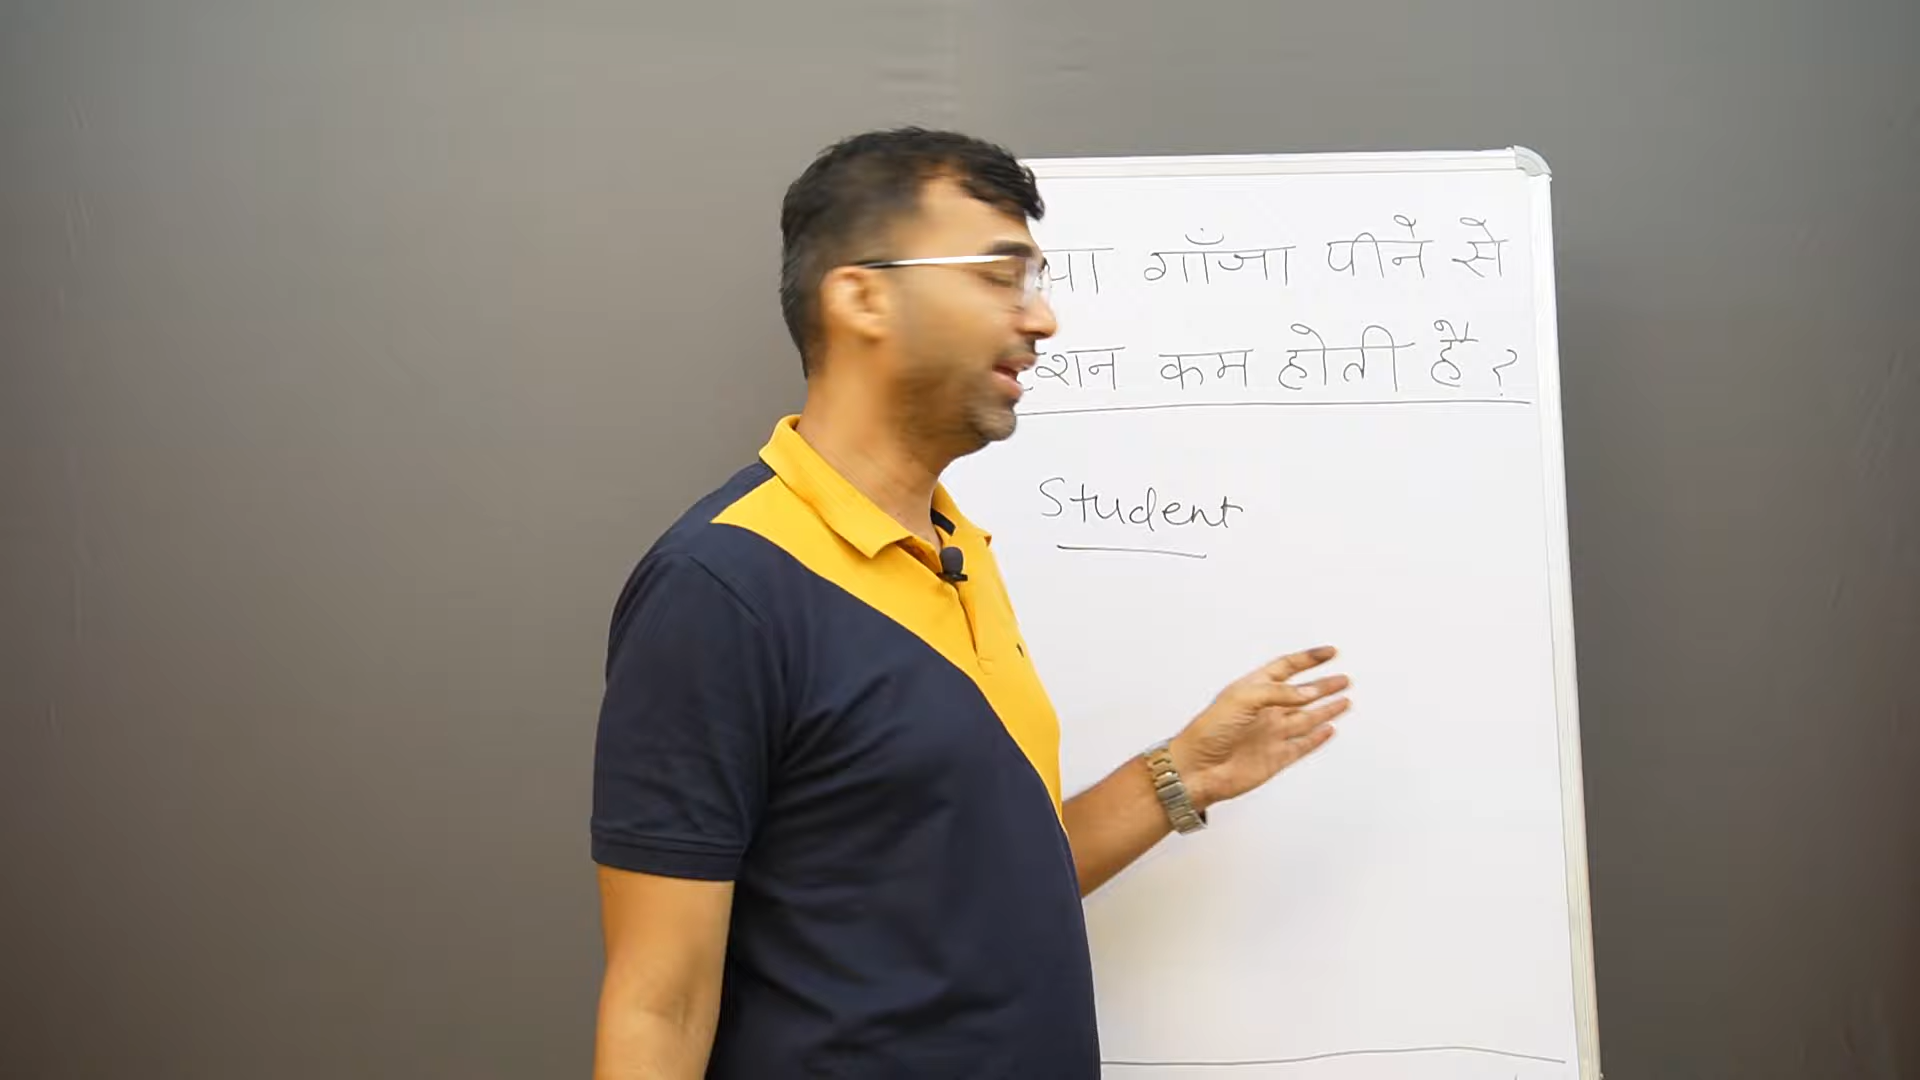 गाँजा पीने से
कम होती है?
Student